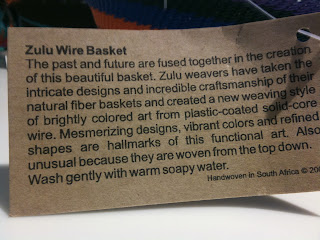 Zulu Wire Basket
The past and future are fused together in the creation
of this beautiful basket. Zulu weavers have taken the
intricate designs and incredible craftsmanship of their
natural fiber baskets and created a new weaving style
of brightly colored art from plastic-coated solid-core
wire. Mesmerizing designs, vibrant colors and refined
shapes are hallmarks of this functional art. Also
unusual because they are woven from the top down.
Wash gently with warm soapy water.
Handwoven in South Africa ©